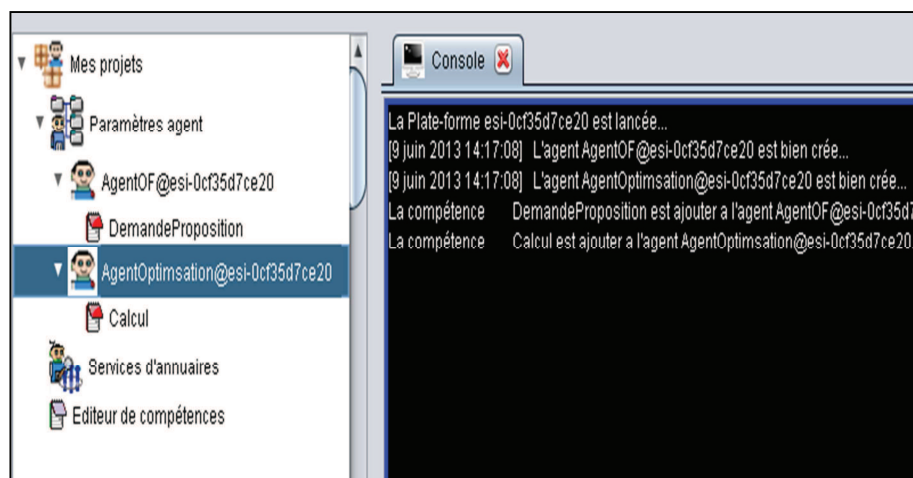 Mes projets
Paramètres agent
AgentOF@esi-0cf35d7ce20
DemandeProposition
AgentOptimsation@esi-0cf35d7ce20
Calcul
Services d'annuaires
Editeur de compétences
Console
La Plate-forme esi-0cf35d7ce20 est lancée...
[9 juin 2013 14:17:08] L'agent AgentOF@esi-0cf35d7ce20 est bien crée...
[9 juin 2013 14:17:08] L'agent AgentOptimsation@esi-0cf35d7ce20 est bien crée...
La compétence DemandeProposition est ajouter a l'agent AgentOF@esi-0cf35d7
La compétence Calcul est ajouter a l'agent AgentOptimsation@esi-0cf35d7ce20